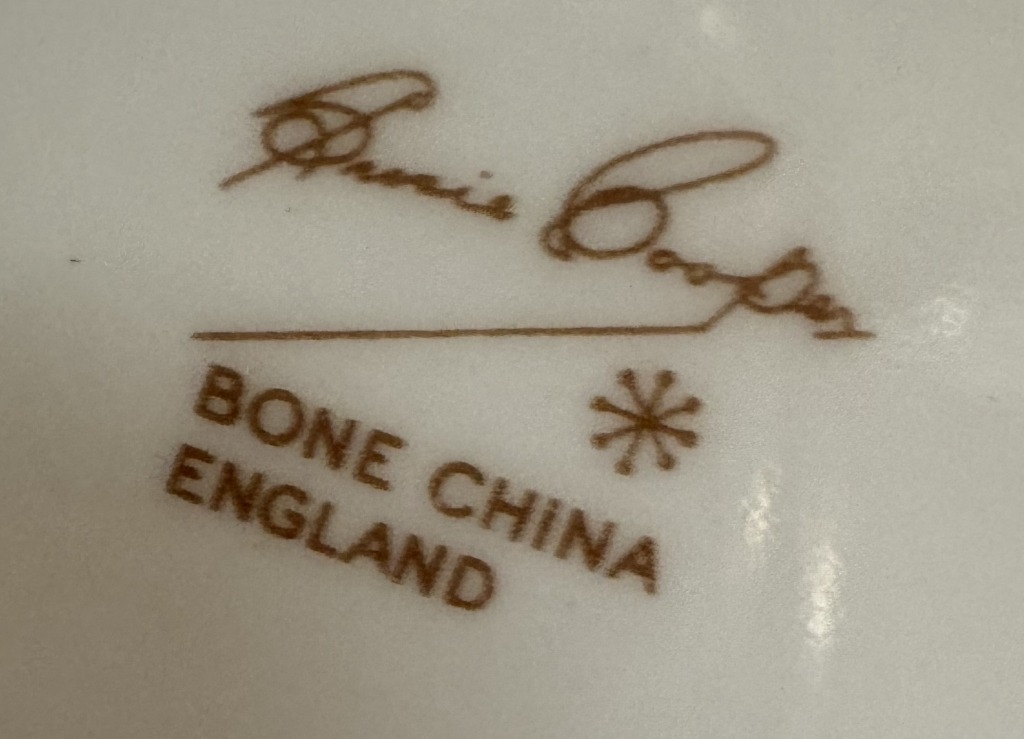 Susie Cooper
BONE CHINA
ENGLAND